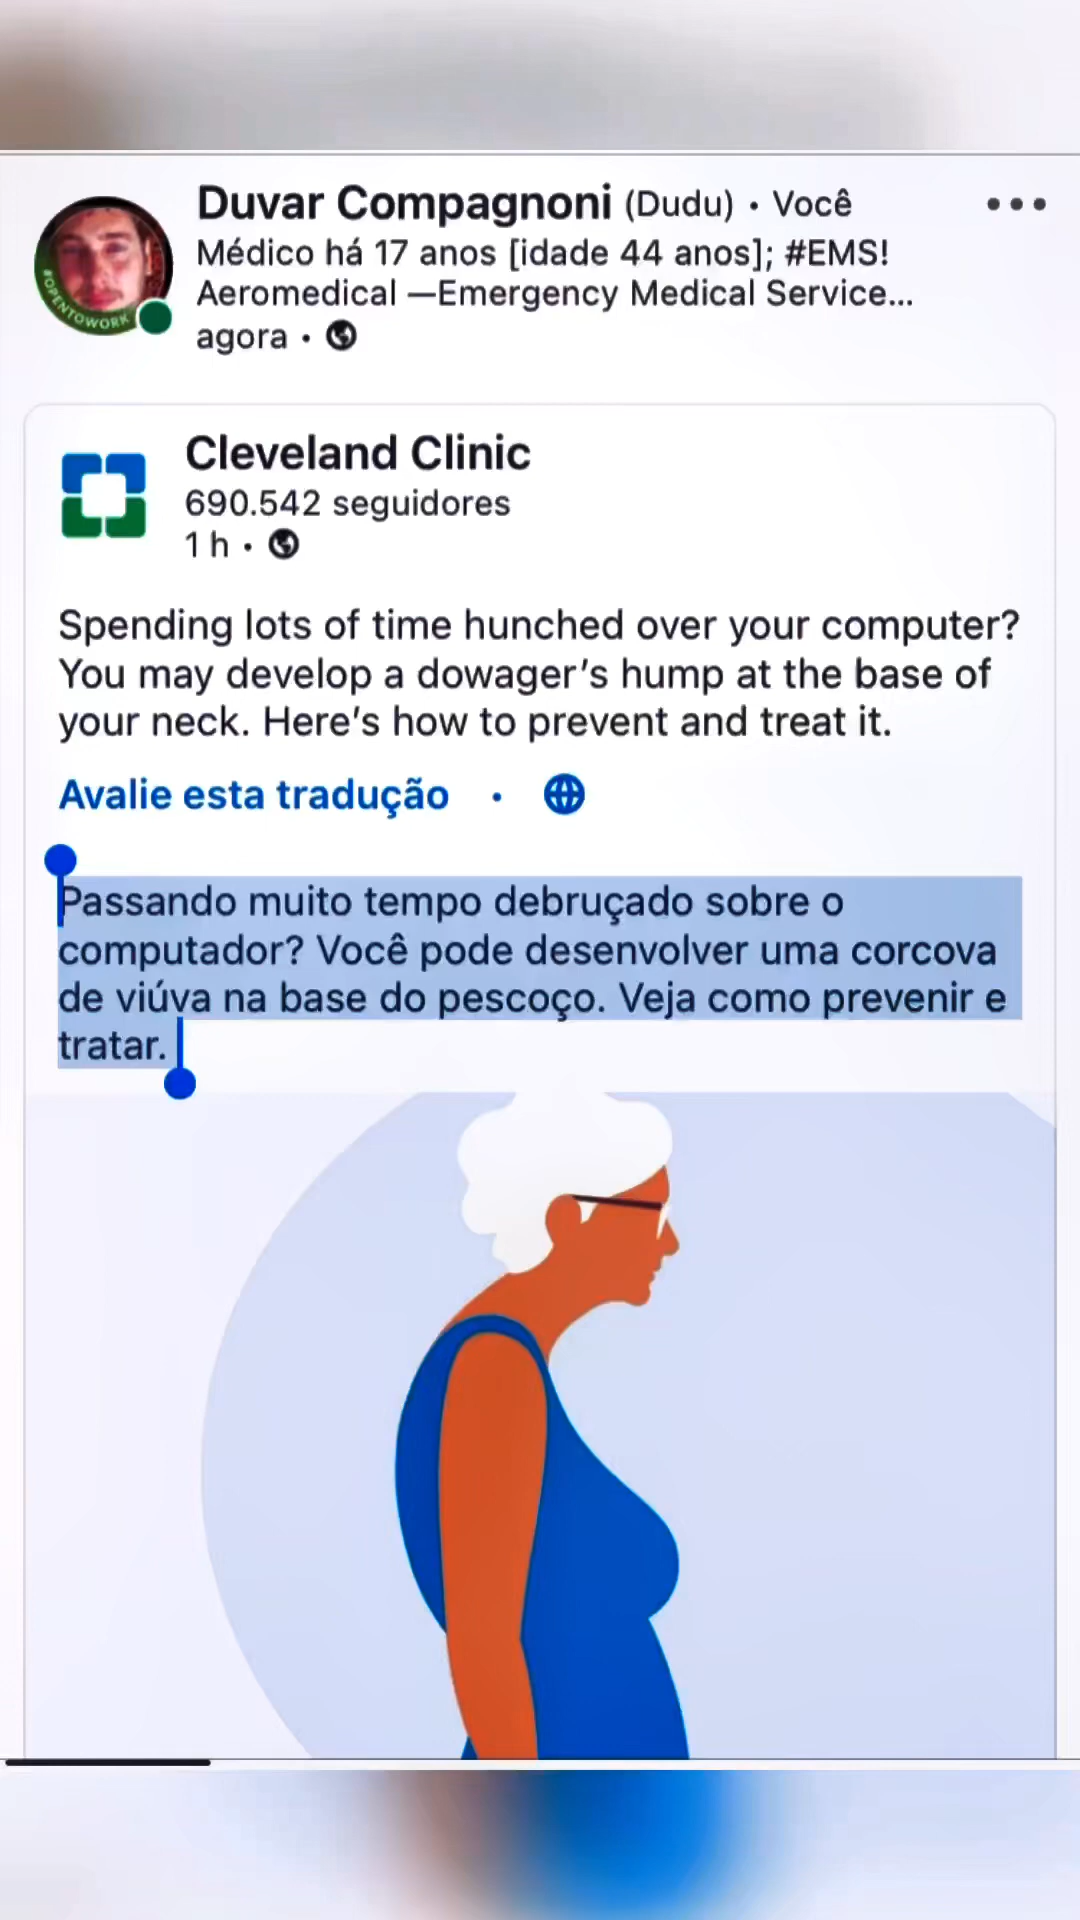 Duvar Compagnoni (Dudu) • Você
Médico há 17 anos [idade 44 anos]; #EMS!
Aeromedical —Emergency Medical Service...
agora •
#OPENTOWORK
Cleveland Clinic
690.542 seguidores
1 h •
Spending lots of time hunched over your computer?
You may develop a dowager’s hump at the base of
your neck. Here’s how to prevent and treat it.
Avalie esta tradução •
Passando muito tempo debruçado sobre o
computador? Você pode desenvolver uma corcova
de viúva na base do pescoço. Veja como prevenir e
tratar.